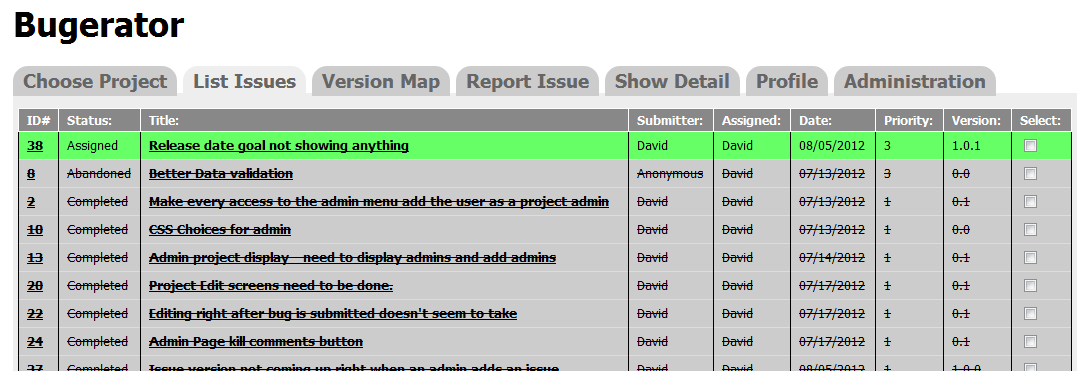 Bugerator
Choose Project List Issues Version Map Report Issue Show Detail Profile Administration
ID# Status: Title: Submitter: Assigned: Date: Priority: Version: Select:
38 Assigned Release date goal not showing anything David David 08/05/2012 3 1.0.1
8 Abandoned Better Data validation Anonymous David 07/13/2012 3 0.0
2 Completed Make every access to the admin menu add the user as a project admin David David 07/13/2012 1 0.1
10 Completed CSS Choices for admin David David 07/13/2012 1 0.0
13 Completed Admin project display - need to display admins and add admins David David 07/14/2012 1 0.1
20 Completed Project Edit screens need to be done. David David 07/17/2012 1 0.1
22 Completed Editing right after bug is submitted doesn't seem to take David David 07/17/2012 1 0.1
24 Completed Admin Page kill comments button David David 07/17/2012 1 0.1
37 Completed Issue version not coming up right when an admin adds an issue David David 08/05/2012 1 1.0.0